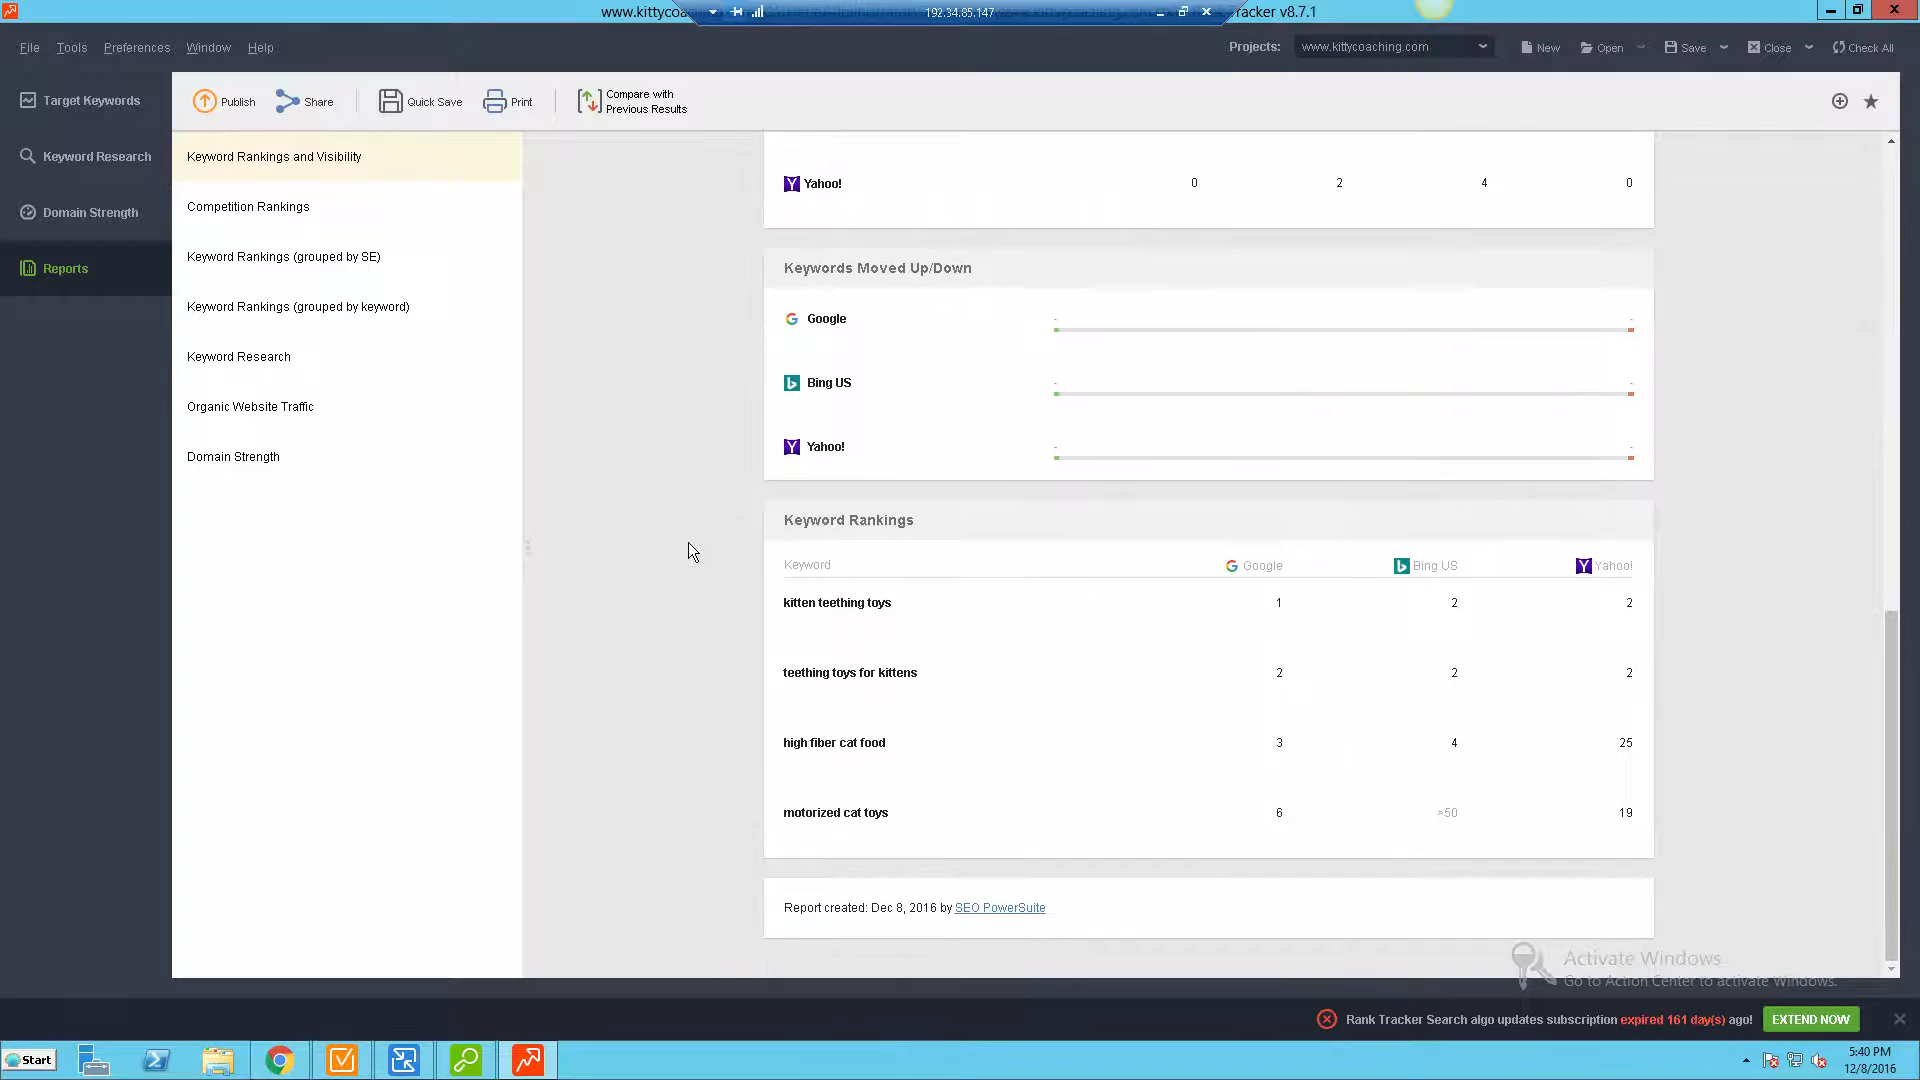 www.kittycoa
192.34.85.147
racker v8.7.1
File Tools Preferences Window Help
Projects: www.kittycoaching.com New Open Save Close Check All
Target Keywords
Keyword Research
Domain Strength
Reports
Publish Share Quick Save Print Compare with
Previous Results
Keyword Rankings and Visibility
Competition Rankings
Keyword Rankings (grouped by SE)
Keyword Rankings (grouped by keyword)
Keyword Research
Organic Website Traffic
Domain Strength
Yahoo! 0 2 4 0
Keywords Moved Up/Down
Google - -
Bing US - -
Yahoo! - -
Keyword Rankings
Keyword Google Bing US Yahoo!
kitten teething toys 1 2 2
teething toys for kittens 2 2 2
high fiber cat food 3 4 25
motorized cat toys 6 >50 19
Report created: Dec 8, 2016 by SEO PowerSuite
Activate Windows
Go to Action Center to activate Windows.
Rank Tracker Search algo updates subscription expired 161 day(s) ago! EXTEND NOW
Start
5:40 PM
12/8/2016